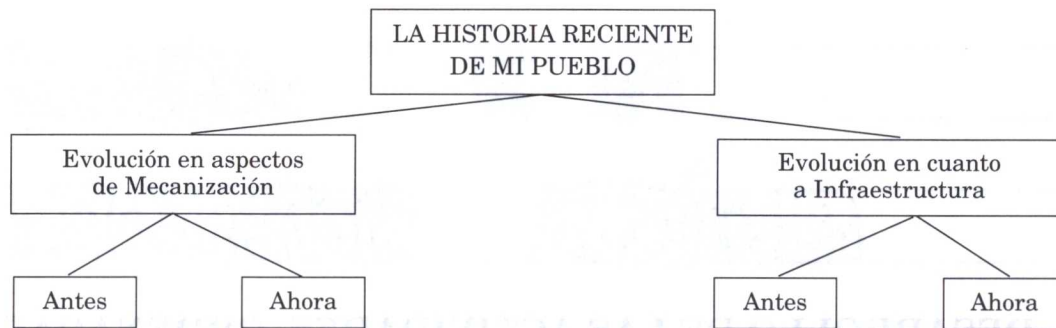 LA HISTORIA RECIENTE
DE MI PUEBLO
Evolución en aspectos
de Mecanización
Evolución en cuanto
a Infraestructura
Antes
Ahora
Antes
Ahora